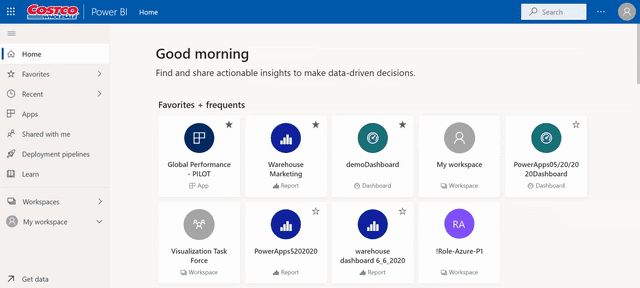 COSTCO
WHOLESALE
Power BI
Home
Search
Home
Favorites
Recent
Apps
Shared with me
Deployment pipelines
Learn
Workspaces
My workspace
Get data
Good morning
Find and share actionable insights to make data-driven decisions.
Favorites + frequents
Global Performance
- PILOT
App
Warehouse
Marketing
Report
demoDashboard
Dashboard
My workspace
Workspace
PowerApps05/20/20
20Dashboard
Dashboard
Visualization Task
Force
Workspace
PowerApps5202020
Report
warehouse
dashboard 6_6_2020
Report
RA
!Role-Azure-P1
Workspace